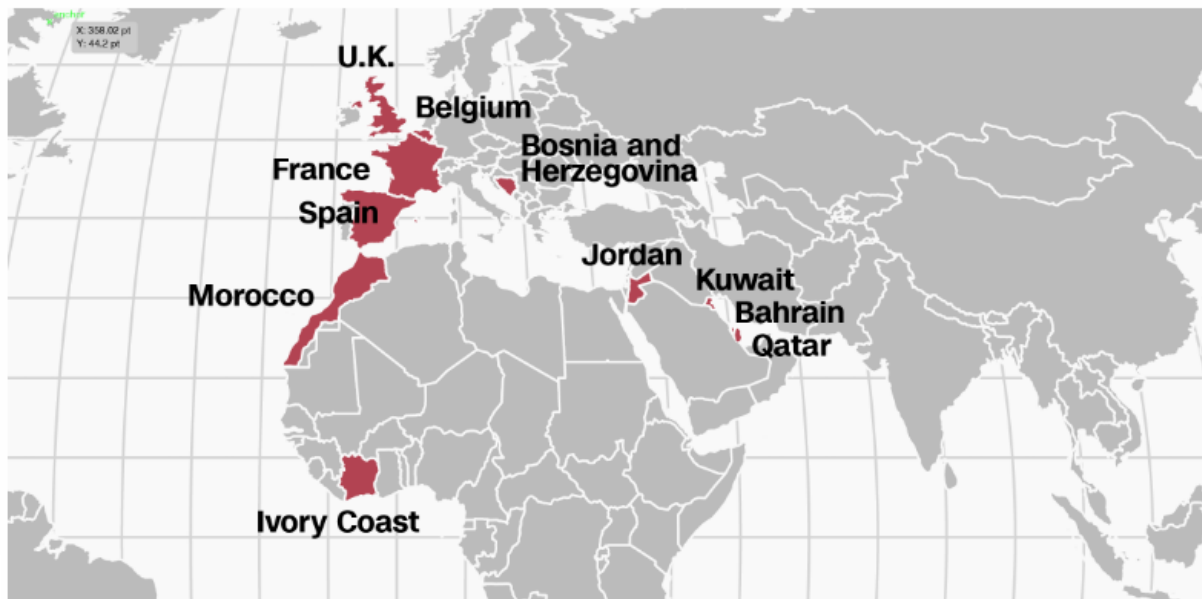 X: 358.02 pt
Y: 44.2 pt
U.K.
Belgium
Bosnia and
Herzegovina
France
Spain
Jordan
Kuwait
Morocco
Bahrain
Qatar
Ivory Coast